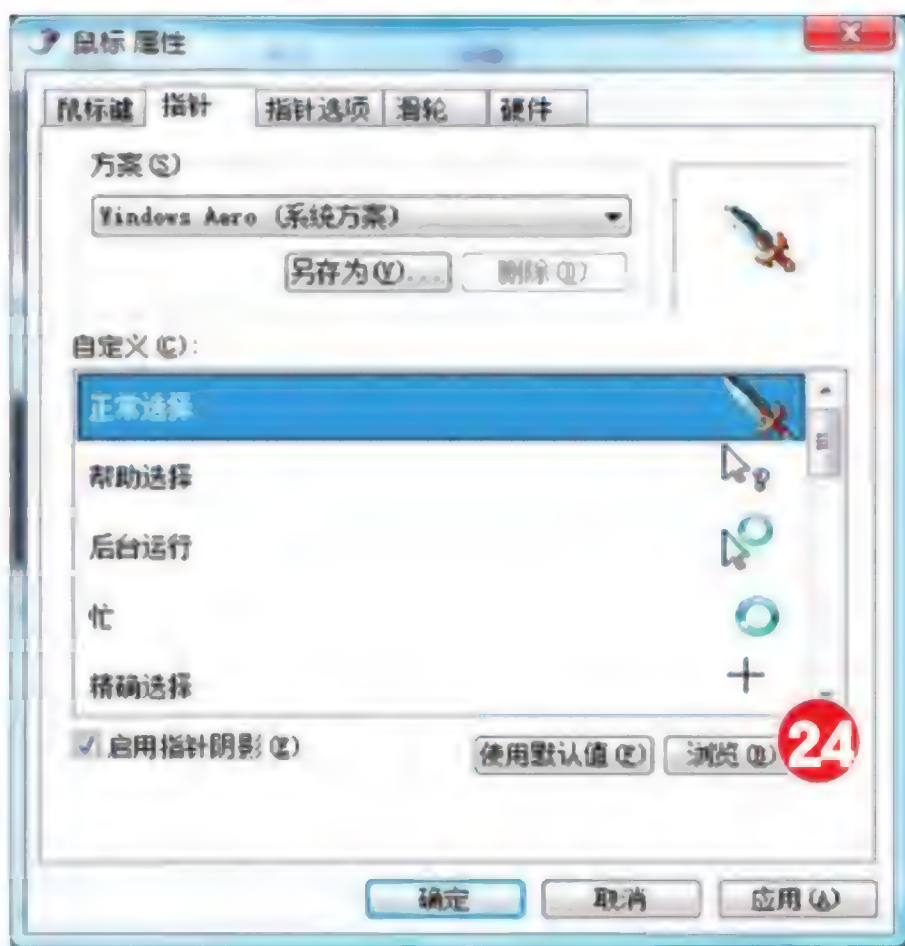 鼠标 属性
鼠标键 指针 指针选项 滑轮 硬件
方案(S)
Windows Aero (系统方案)
另存为(V)... 删除(D)
自定义(C):
正常选择
帮助选择
后台运行
忙
精确选择
启用指针阴影(E)
使用默认值(F) 浏览(B) 24
确定 取消 应用(A)